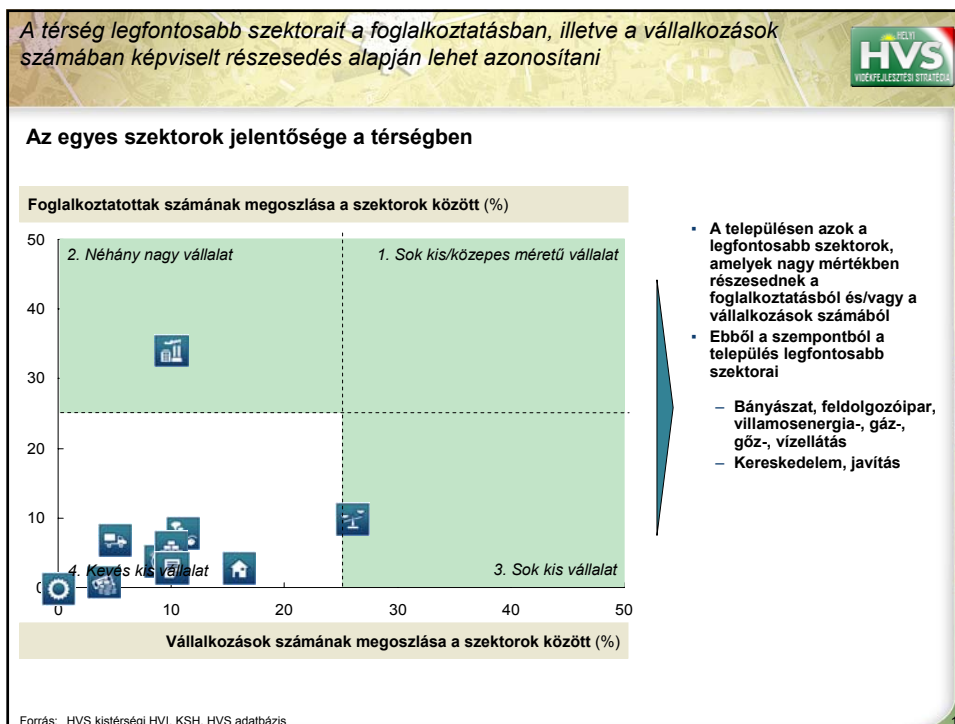 A térség legfontosabb szektorait a foglalkoztatásban, illetve a vállalkozások
számában képviselt részesedés alapján lehet azonosítani
HELYI
HVS
VIDÉKFEJLESZTÉSI STRATÉGIA
Az egyes szektorok jelentősége a térségben
Foglalkoztatottak számának megoszlása a szektorok között (%)
50
40
30
20
10
0
2. Néhány nagy vállalat
1. Sok kis/közepes méretű vállalat
4. Kevés kis vállalat
3. Sok kis vállalat
0
10
20
30
40
50
Vállalkozások számának megoszlása a szektorok között (%)
▪ A településen azok a
legfontosabb szektorok,
amelyek nagy mértékben
részesednek a
foglalkoztatásból és/vagy a
vállalkozások számából
▪ Ebből a szempontból a
település legfontosabb
szektorai
– Bányászat, feldolgozóipar,
villamosenergia-, gáz-,
gőz-, vízellátás
– Kereskedelem, javítás
Forrás: HVS kistérségi HVI, KSH, HVS adatbázis
1